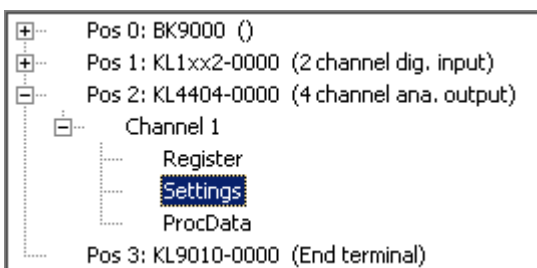 Pos 0: BK9000 ()
Pos 1: KL1xx2-0000 (2 channel dig. input)
Pos 2: KL4404-0000 (4 channel ana. output)
Channel 1
Register
Settings
ProcData
Pos 3: KL9010-0000 (End terminal)